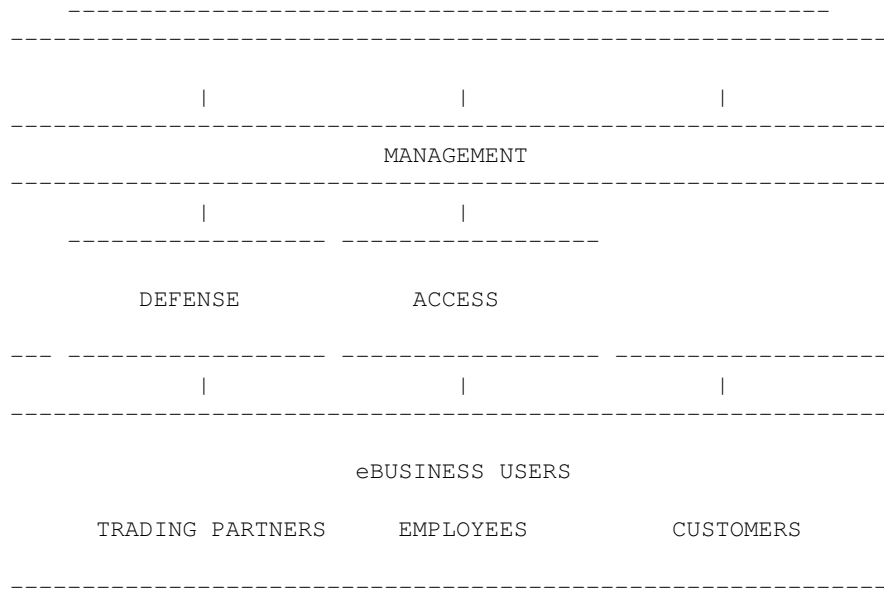 MANAGEMENT
DEFENSE ACCESS
eBUSINESS USERS
TRADING PARTNERS EMPLOYEES CUSTOMERS